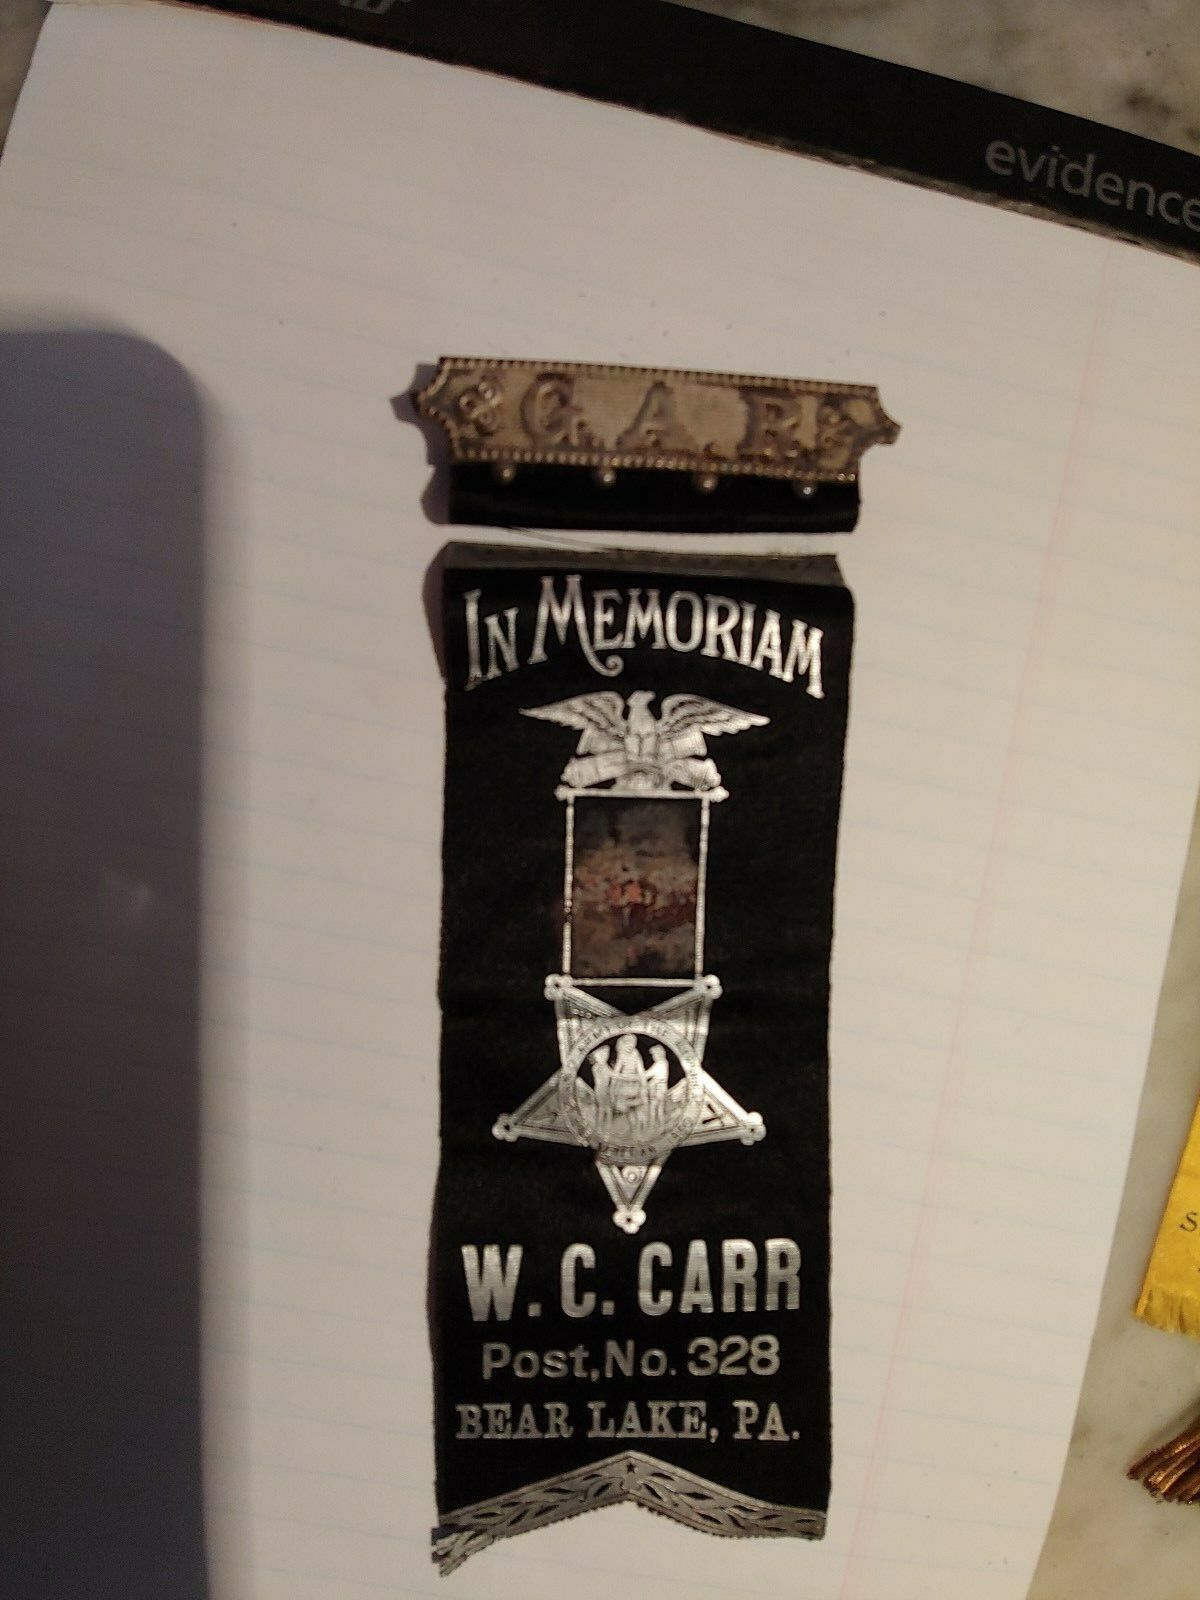 evidence
G. A. R.
IN MEMORIAM
W. C. CARR
Post, No. 328
BEAR LAKE, PA.
S